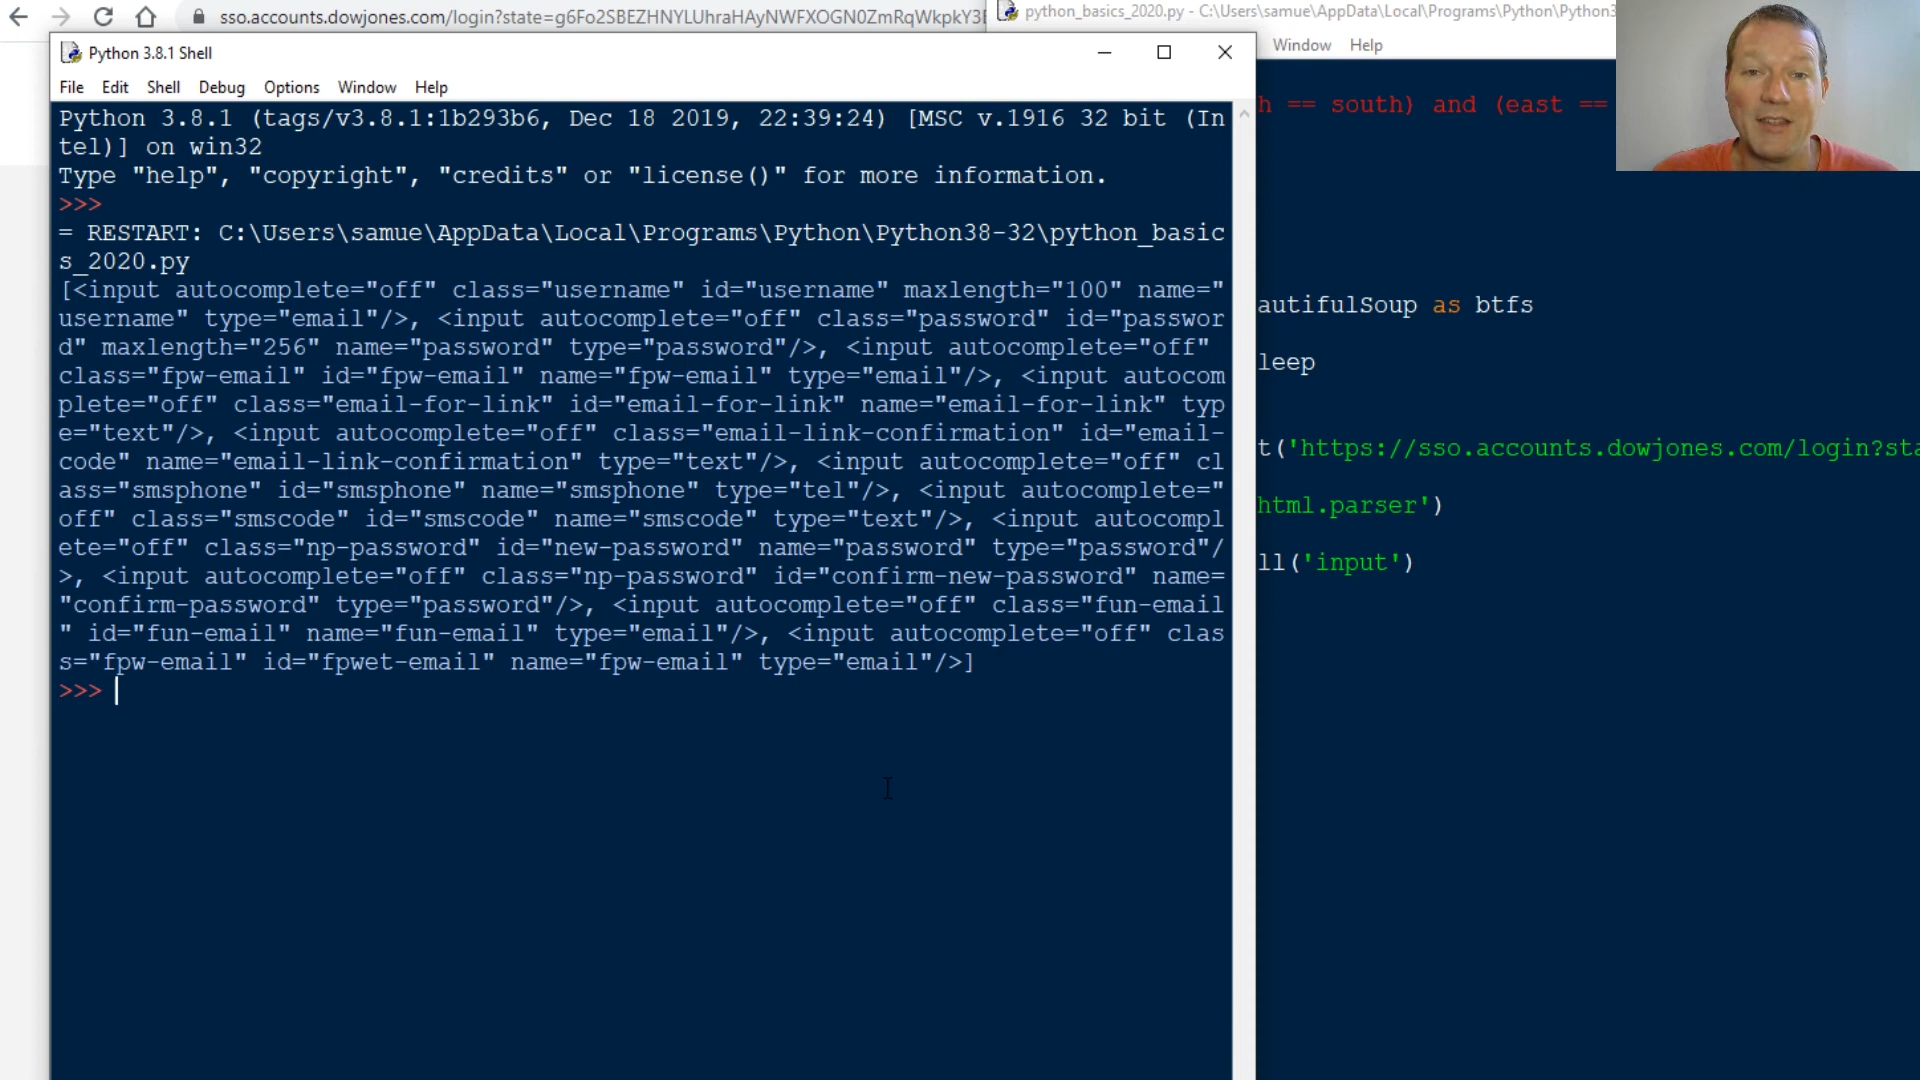 sso.accounts.dowjones.com/login?state=g6Fo2SBEZHNYLUhraHAyNWFXOGN0ZmRqWkpkY3
python_basics_2020.py - C:\Users\samue\AppData\Local\Programs\Python\Python3
Python 3.8.1 Shell
Window Help
File Edit Shell Debug Options Window Help
Python 3.8.1 (tags/v3.8.1:1b293b6, Dec 18 2019, 22:39:24) [MSC v.1916 32 bit (In
tel)] on win32
Type "help", "copyright", "credits" or "license()" for more information.
>>>
= RESTART: C:\Users\samue\AppData\Local\Programs\Python\Python38-32\python_basic
s_2020.py
[<input autocomplete="off" class="username" id="username" maxlength="100" name="
username" type="email"/>, <input autocomplete="off" class="password" id="passwor
d" maxlength="256" name="password" type="password"/>, <input autocomplete="off"
class="fpw-email" id="fpw-email" name="fpw-email" type="email"/>, <input autocom
plete="off" class="email-for-link" id="email-for-link" name="email-for-link" typ
e="text"/>, <input autocomplete="off" class="email-link-confirmation" id="email-
code" name="email-link-confirmation" type="text"/>, <input autocomplete="off" cl
ass="smsphone" id="smsphone" name="smsphone" type="tel"/>, <input autocomplete="
off" class="smscode" id="smscode" name="smscode" type="text"/>, <input autocompl
ete="off" class="np-password" id="new-password" name="password" type="password"/
>, <input autocomplete="off" class="np-password" id="confirm-new-password" name=
"confirm-password" type="password"/>, <input autocomplete="off" class="fun-email
" id="fun-email" name="fun-email" type="email"/>, <input autocomplete="off" clas
s="fpw-email" id="fpwet-email" name="fpw-email" type="email"/>]
>>>
h == south) and (east ==
autifulSoup as btfs
leep
t('https://sso.accounts.dowjones.com/login?sta
html.parser')
ll('input')